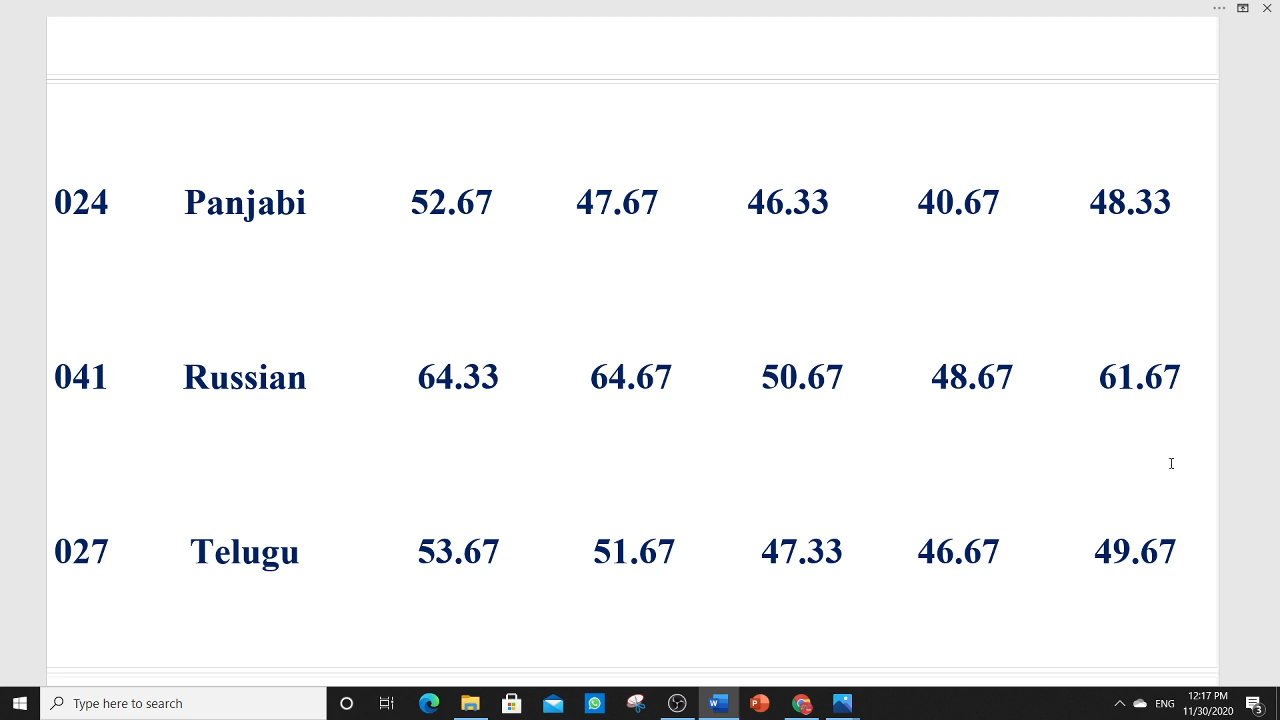 024 Panjabi 52.67 47.67 46.33 40.67 48.33
041 Russian 64.33 64.67 50.67 48.67 61.67
027 Telugu 53.67 51.67 47.33 46.67 49.67
Type here to search
ENG
12:17 PM
11/30/2020
3